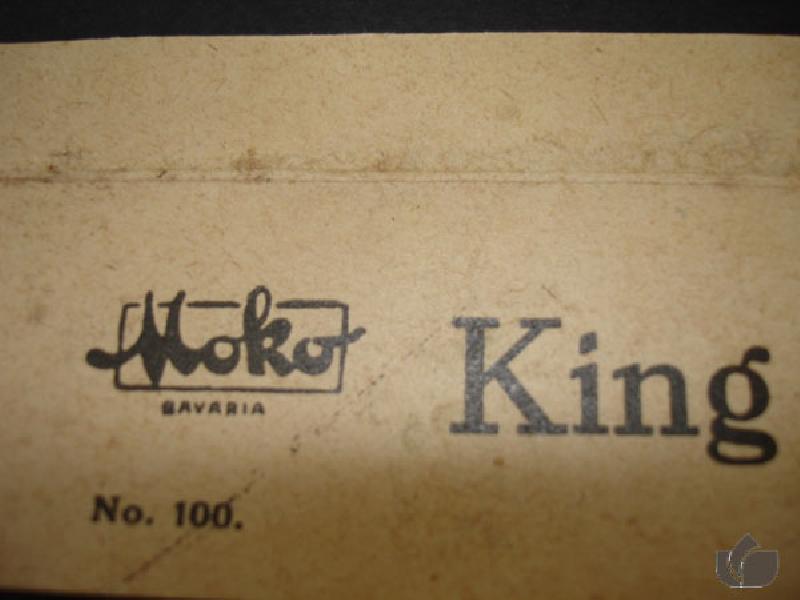 Moko
BAVARIA
King
No. 100.